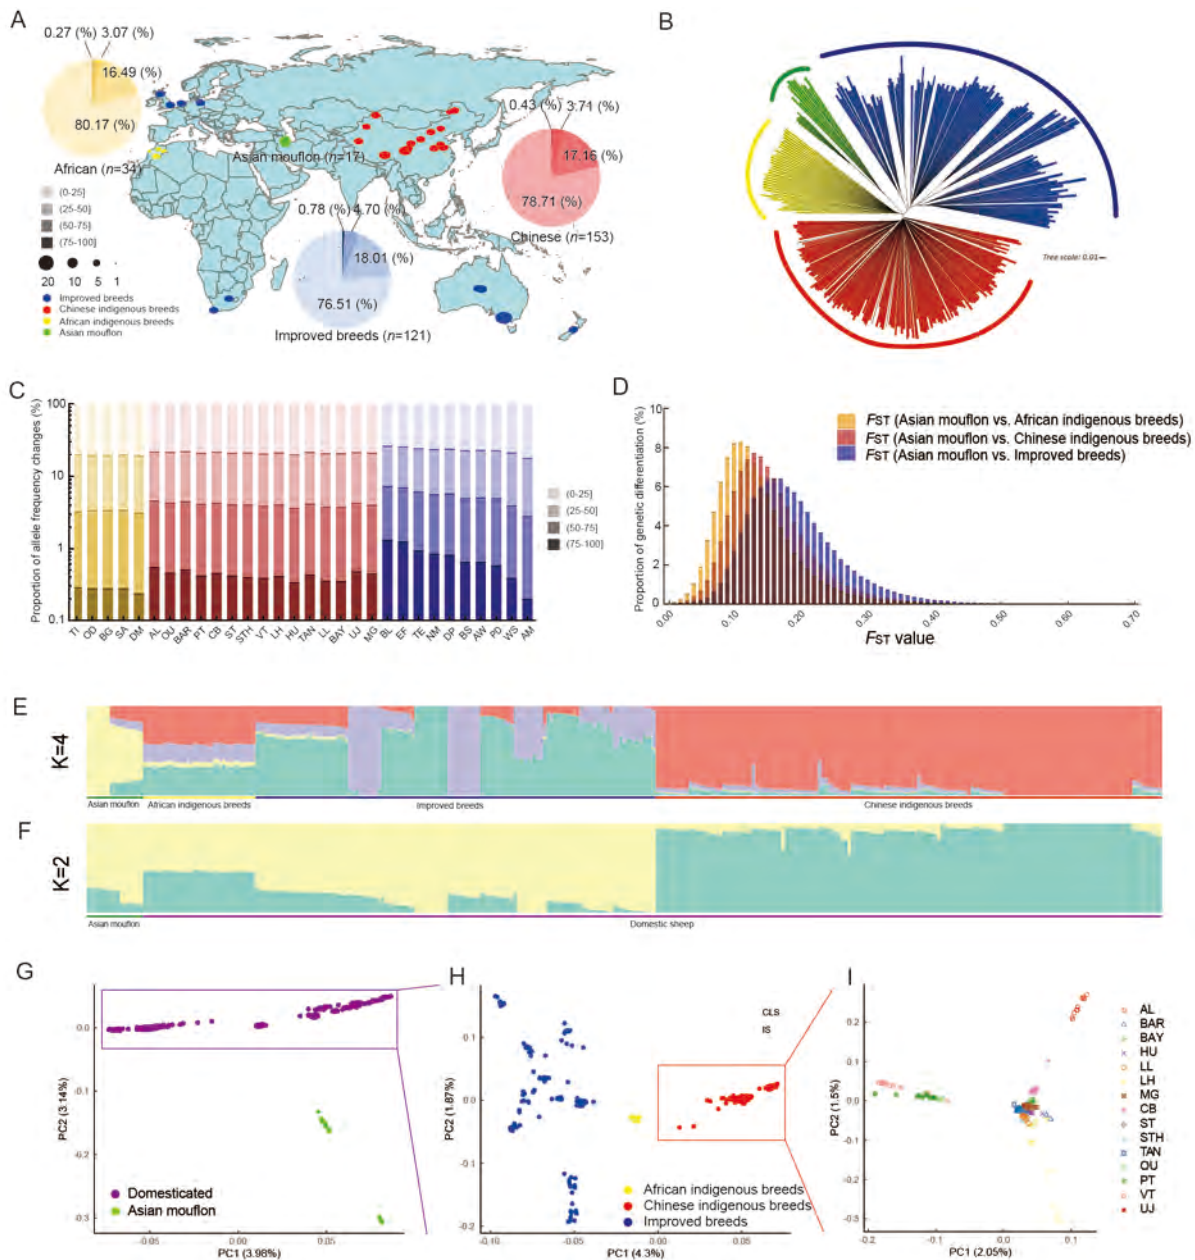 A
0.27 (%) 3.07 (%)
16.49 (%)
80.17 (%)
African (n=34)
Asian mouflon (n=17)
0.43 (%) 3.71 (%)
17.16 (%)
78.71 (%)
Chinese (n=153)
0.78 (%) 4.70 (%)
18.01 (%)
76.51 (%)
Improved breeds (n=121)
(0-25]
(25-50]
(50-75]
(75-100]
20 10 5 1
Improved breeds
Chinese indigenous breeds
African indigenous breeds
Asian mouflon
B
Tree scale: 0.01
C
Proportion of allele frequency changes (%)
100
10
1
0.1
TI OD BG SA DM AL OU BAR PT CB ST STH VT LH HU TAN LL BAY UJ MG BL EF TE NM DP BS AW PD WS AM
(0-25]
(25-50]
(50-75]
(75-100]
D
Proportion of genetic differentiation (%)
10
8
6
4
2
0
0.00 0.10 0.20 0.30 0.40 0.50 0.60 0.70
FST value
FST (Asian mouflon vs. African indigenous breeds)
FST (Asian mouflon vs. Chinese indigenous breeds)
FST (Asian mouflon vs. Improved breeds)
E
K=4
Asian mouflon African indigenous breeds Improved breeds Chinese indigenous breeds
F
K=2
Asian mouflon Domestic sheep
G
PC2 (3.14%)
0.0
-0.1
-0.2
-0.3
Domesticated
Asian mouflon
-0.05 0.00 0.05
PC1 (3.98%)
H
PC2 (1.87%)
0.1
0.0
-0.1
-0.2
CLS
IS
African indigenous breeds
Chinese indigenous breeds
Improved breeds
-0.10 -0.05 0.00 0.05
PC1 (4.3%)
I
PC2 (1.5%)
0.2
0.1
0.0
-0.1
-0.2
-0.1 0.0 0.1
PC1 (2.05%)
AL
BAR
BAY
HU
LL
LH
MG
CB
ST
STH
TAN
OU
PT
VT
UJ